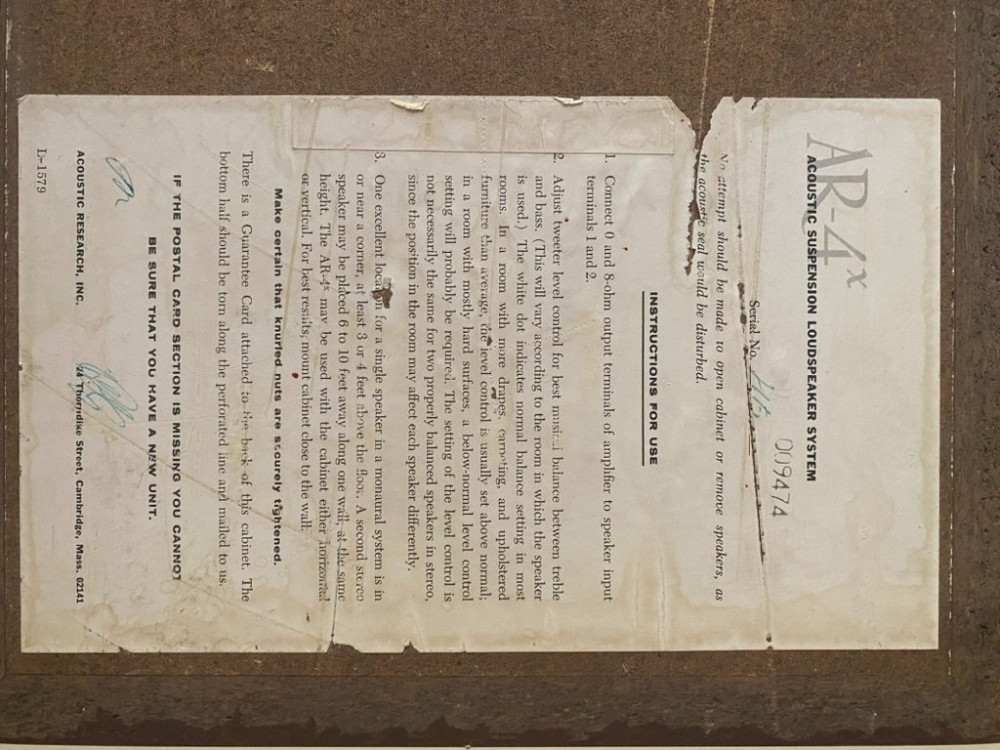 AR-4x
ACOUSTIC SUSPENSION LOUDSPEAKER SYSTEM
009474
Serial No.
No attempt should be made to open cabinet or remove speakers, as
the acoustic seal would be disturbed.
INSTRUCTIONS FOR USE
1. Connect 0 and 8-ohm output terminals of amplifier to speaker input
terminals 1 and 2.
2. Adjust tweeter level control for best musical balance between treble
and bass. (This will vary according to the room in which the speaker
is used.) The white dot indicates normal balance setting in most
rooms. In a room with more drapes, carpeting, and upholstered
furniture than average, the level control is usually set above normal;
in a room with mostly hard surfaces, a below-normal level control
setting will probably be required. The setting of the level control is
not necessarily the same for two properly balanced speakers in stereo,
since the position in the room may affect each speaker differently.
3. One excellent location for a single speaker in a monaural system is in
or near a corner, at least 3 or 4 feet above the floor. A second stereo
speaker may be placed 6 to 10 feet away along one wall, at the same
height. The AR-4x may be used with the cabinet either horizontal
or vertical. For best results, mount cabinet close to the wall.
Make certain that knurled nuts are securely tightened.
There is a Guarantee Card attached to the back of this cabinet. The
bottom half should be torn along the perforated line and mailed to us.
IF THE POSTAL CARD SECTION IS MISSING YOU CANNOT
BE SURE THAT YOU HAVE A NEW UNIT.
ACOUSTIC RESEARCH, INC. 24 Thorndike Street, Cambridge, Mass. 02141
L-1579